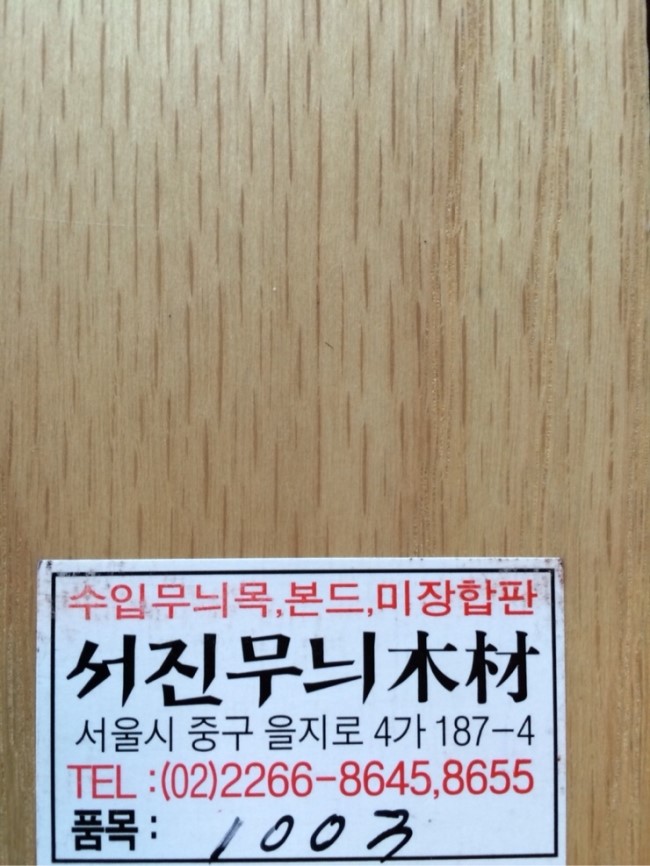 수입무늬목,본드,미장합판
서진무늬木材
서울시 중구 을지로 4가 187-4
TEL :(02)2266-8645,8655
품목 : 1003